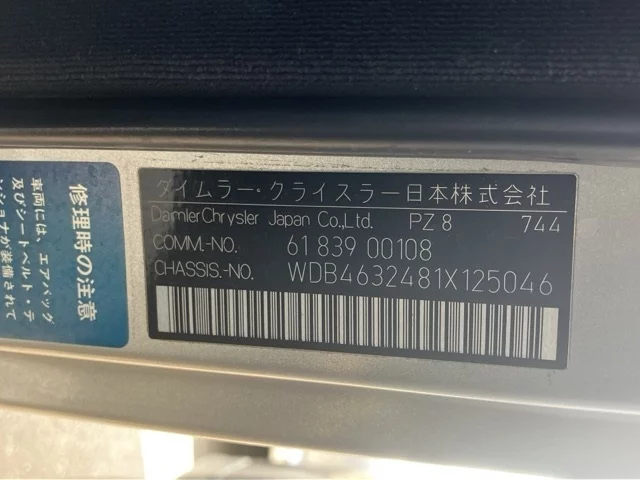 修理時の注意
車両には、エアバッグ
及びシートベルト・テ
ンショナが装備されて
ダイムラー・クライスラー日本株式会社
DaimlerChrysler Japan Co.,Ltd. PZ8 744
COMM.-NO. 61 839 00108
CHASSIS.-NO. WDB4632481X125046